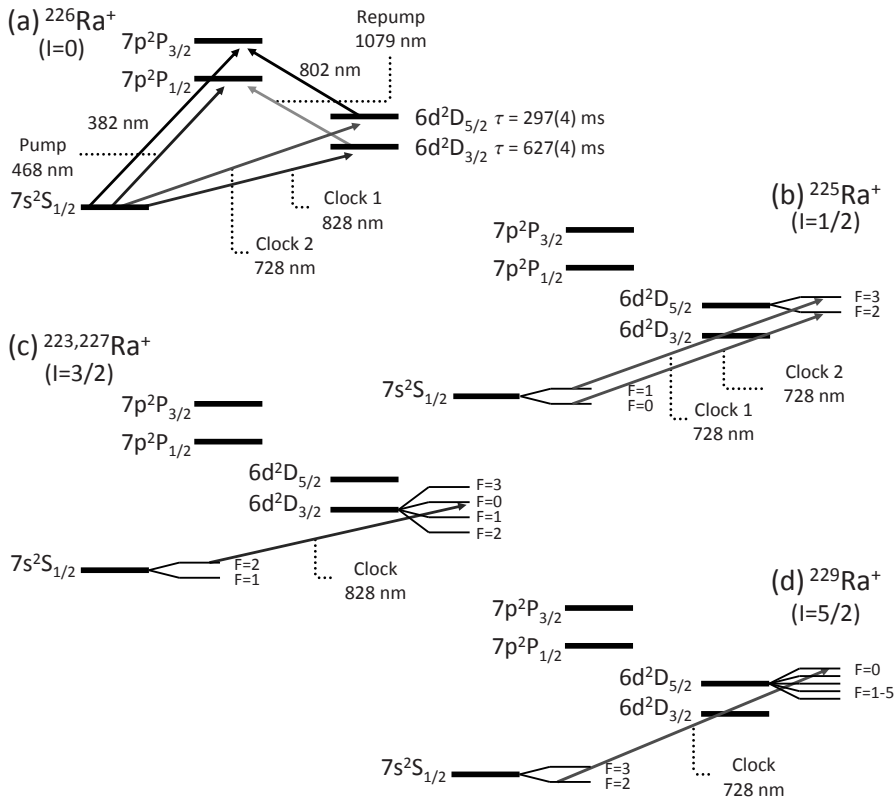 (a) ²²⁶Ra⁺
(I=0)
7p²P₃/₂
7p²P₁/₂
Repump
1079 nm
802 nm
382 nm
6d²D₅/₂ τ = 297(4) ms
6d²D₃/₂ τ = 627(4) ms
Pump
468 nm
7s²S₁/₂
Clock 1
828 nm
Clock 2
728 nm
(b) ²²⁵Ra⁺
(I=1/2)
7p²P₃/₂
7p²P₁/₂
6d²D₅/₂
F=3
F=2
6d²D₃/₂
7s²S₁/₂
F=1
F=0
Clock 2
728 nm
Clock 1
728 nm
(c) ²²³,²²⁷Ra⁺
(I=3/2)
7p²P₃/₂
7p²P₁/₂
6d²D₅/₂
6d²D₃/₂
F=3
F=0
F=1
F=2
7s²S₁/₂
F=2
F=1
Clock
828 nm
(d) ²²⁹Ra⁺
(I=5/2)
7p²P₃/₂
7p²P₁/₂
6d²D₅/₂
F=0
F=1-5
6d²D₃/₂
7s²S₁/₂
F=3
F=2
Clock
728 nm